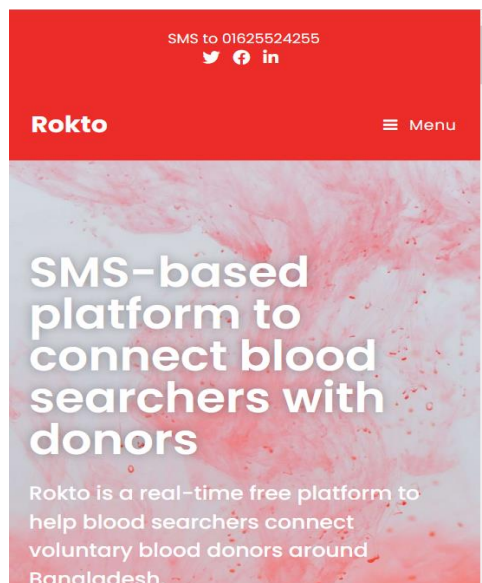 SMS to 01625524255
Rokto
Menu
SMS-based
platform to
connect blood
searchers with
donors
Rokto is a real-time free platform to
help blood searchers connect
voluntary blood donors around
Bangladesh